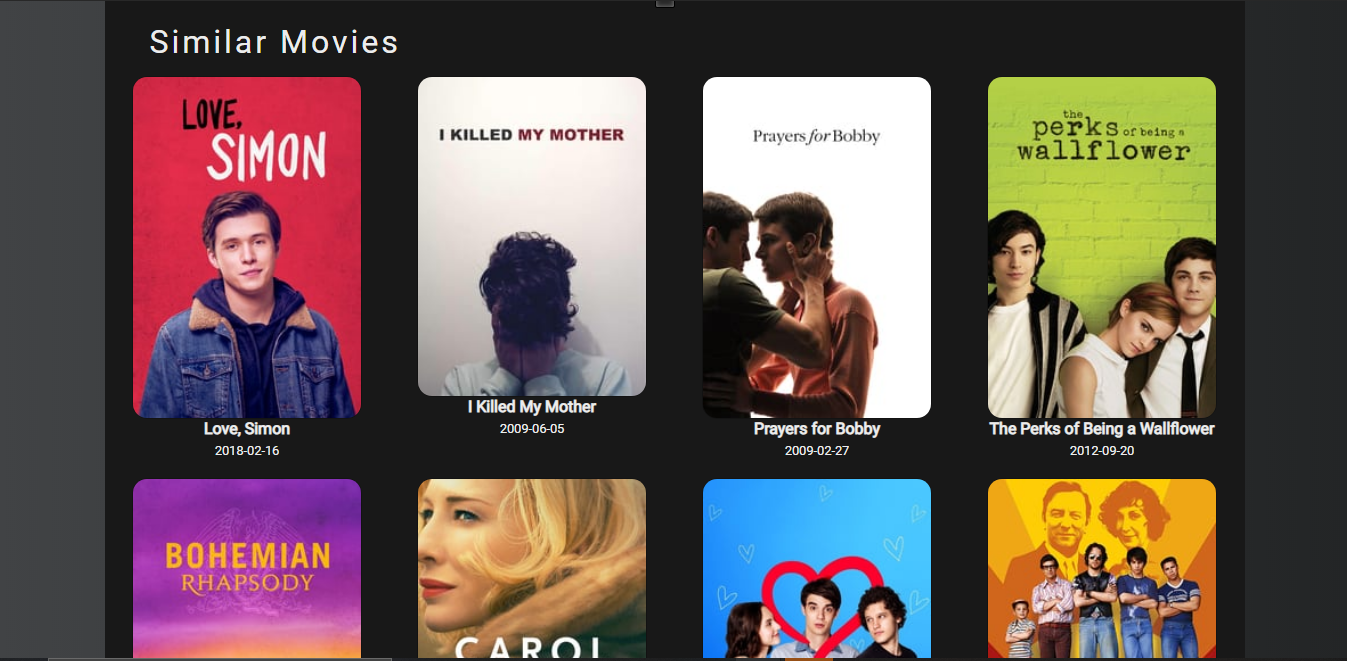 Similar Movies
LOVE,
SIMON
I KILLED MY MOTHER
Prayers for Bobby
the
perks of being a
wallflower
I Killed My Mother
2009-06-05
Love, Simon
2018-02-16
Prayers for Bobby
2009-02-27
The Perks of Being a Wallflower
2012-09-20
BOHEMIAN
RHAPSODY
CAROL